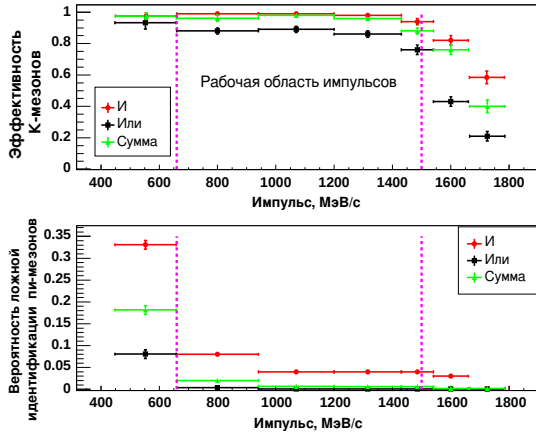 Эффективность
К-мезонов
1
0.8
0.6
0.4
0.2
0
Рабочая область импульсов
И
Или
Сумма
400 600 800 1000 1200 1400 1600 1800
Импульс, МэВ/с
Вероятность ложной
идентификации пи-мезонов
0.35
0.3
0.25
0.2
0.15
0.1
0.05
0
И
Или
Сумма
400 600 800 1000 1200 1400 1600 1800
Импульс, МэВ/с